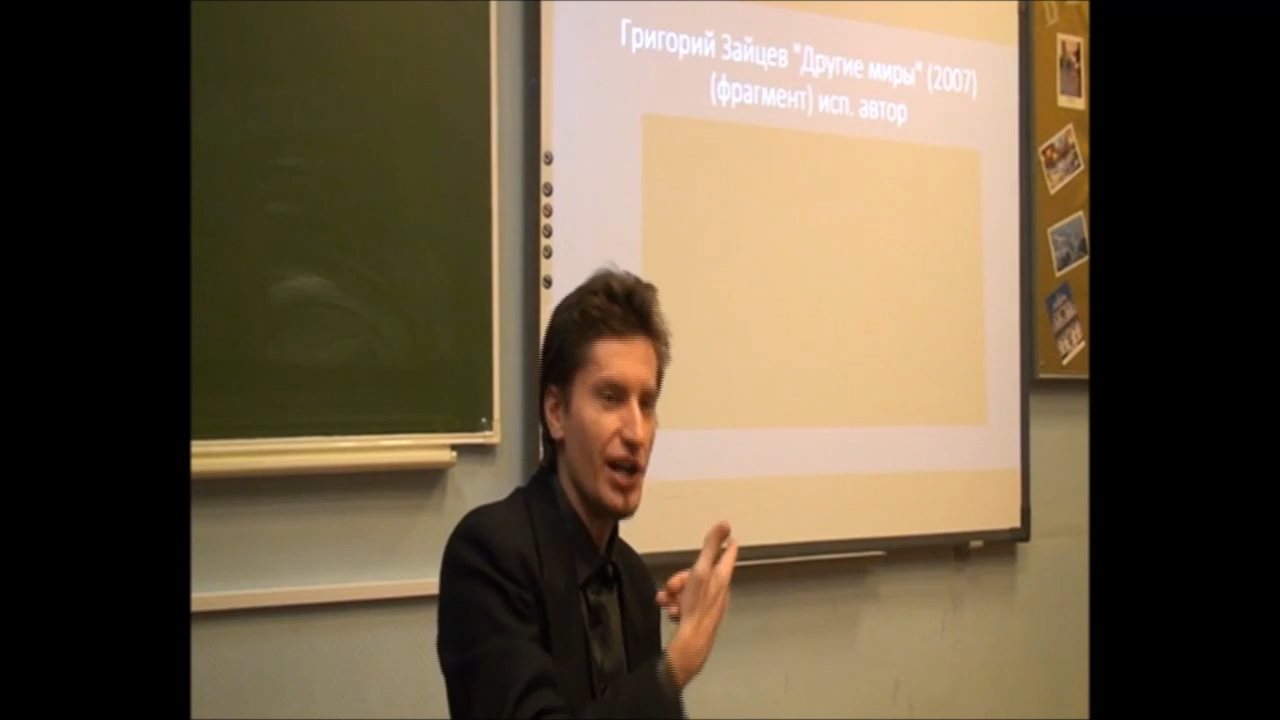 Григорий Зайцев "Другие миры" (2007)
(фрагмент) исп. автор